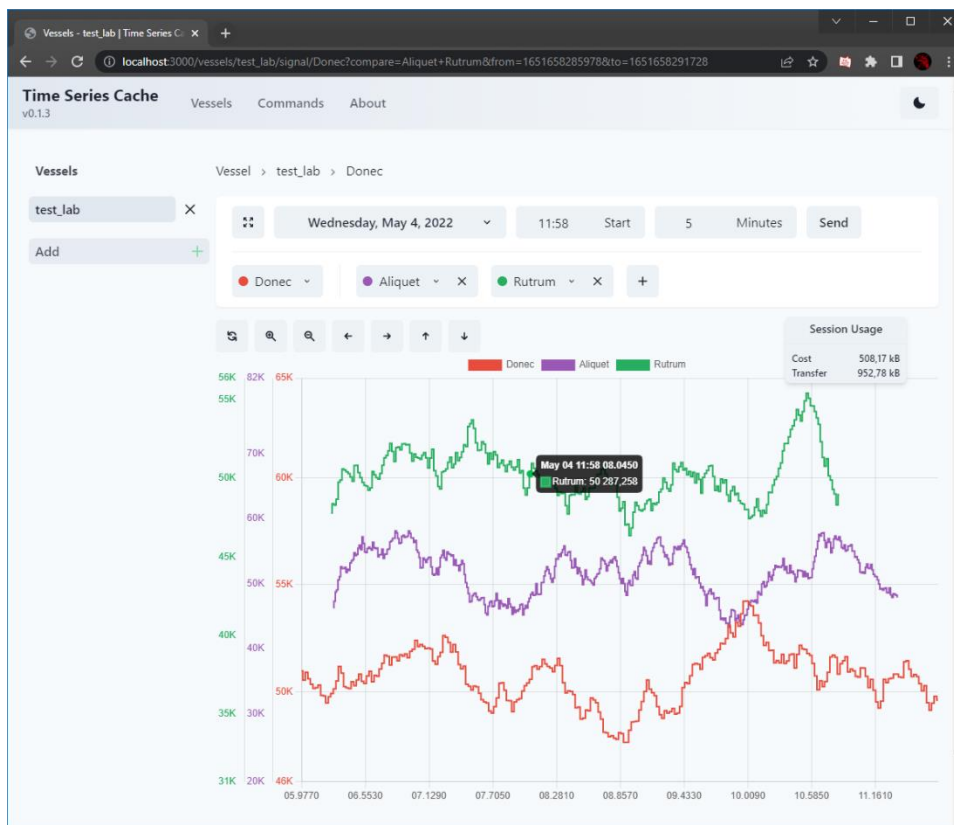 Vessels - test_lab | Time Series Ca
localhost:3000/vessels/test_lab/signal/Donec?compare=Aliquet+Rutrum&from=1651658285978&to=1651658291728
Time Series Cache
v0.1.3
Vessels Commands About
Vessels
test_lab
Add
Vessel > test_lab > Donec
Wednesday, May 4, 2022 11:58 Start 5 Minutes Send
Donec Aliquet Rutrum
Session Usage
Cost 508,17 kB
Transfer 952,78 kB
Donec Aliquet Rutrum
56K 82K 65K
55K
70K
50K 60K
60K
45K
50K 55K
40K
40K
50K
35K 30K
31K 20K 46K
May 04 11:58 08.0450
Rutrum: 50 287,258
05.9770 06.5530 07.1290 07.7050 08.2810 08.8570 09.4330 10.0090 10.5850 11.1610